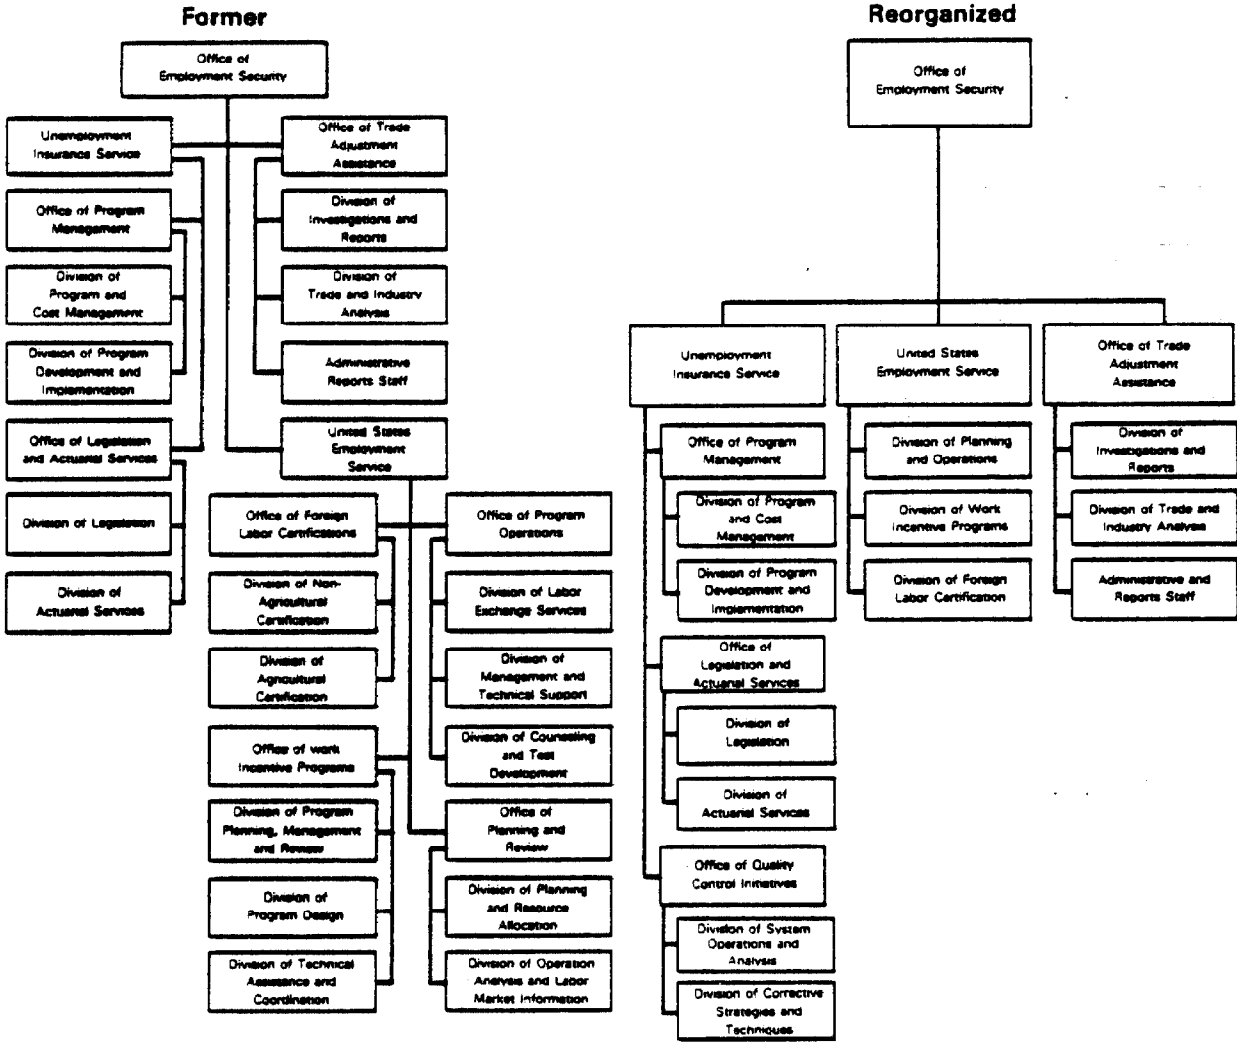 Former
Office of
Employment Security
Unemployment
Insurance Service
Office of Trade
Adjustment
Assistance
Office of Program
Management
Division of
Investigations and
Reports
Division of
Program and
Cost Management
Division of
Trade and Industry
Analysis
Division of Program
Development and
Implementation
Administrative
Reports Staff
Office of Legislation
and Actuarial Services
United States
Employment
Service
Division of Legislation
Office of Foreign
Labor Certifications
Office of Program
Operations
Division of
Actuarial Services
Division of Non-
Agricultural
Certification
Division of Labor
Exchange Services
Division of
Agricultural
Certification
Division of
Management and
Technical Support
Office of work
Incentive Programs
Division of Counseling
and Test
Development
Division of Program
Planning, Management
and Review
Office of
Planning and
Review
Division of
Program Design
Division of Planning
and Resource
Allocation
Division of Technical
Assistance and
Coordination
Division of Operation
Analysis and Labor
Market Information
Reorganized
Office of
Employment Security
Unemployment
Insurance Service
United States
Employment Service
Office of Trade
Adjustment
Assistance
Office of Program
Management
Division of Program
and Cost
Management
Division of Program
Development and
Implementation
Office of
Legislation and
Actuarial Services
Division of
Legislation
Division of
Actuarial Services
Office of Quality
Control Initiatives
Division of System
Operations and
Analysis
Division of Corrective
Strategies and
Techniques
Division of Planning
and Operations
Division of Work
Incentive Programs
Division of Foreign
Labor Certification
Division of
Investigations and
Reports
Division of Trade and
Industry Analysis
Administrative and
Reports Staff